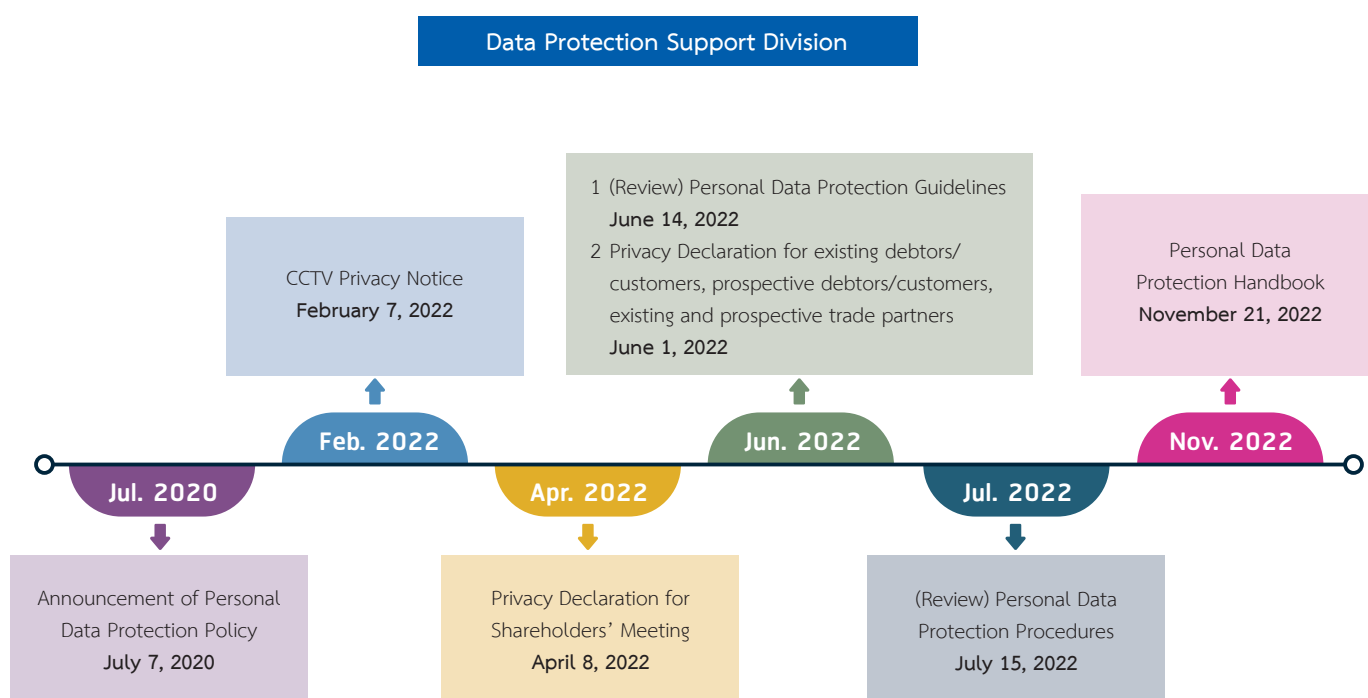 Data Protection Support Division
1 (Review) Personal Data Protection Guidelines
June 14, 2022
2 Privacy Declaration for existing debtors/
customers, prospective debtors/customers,
existing and prospective trade partners
June 1, 2022
CCTV Privacy Notice
February 7, 2022
Personal Data
Protection Handbook
November 21, 2022
Feb. 2022
Jun. 2022
Nov. 2022
Jul. 2020
Apr. 2022
Jul. 2022
Announcement of Personal
Data Protection Policy
July 7, 2020
Privacy Declaration for
Shareholders’ Meeting
April 8, 2022
(Review) Personal Data
Protection Procedures
July 15, 2022